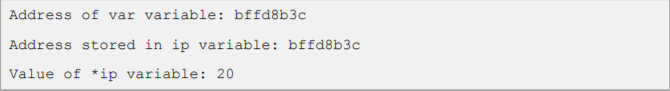 Address of var variable: bffd8b3c
Address stored in ip variable: bffd8b3c
Value of *ip variable: 20